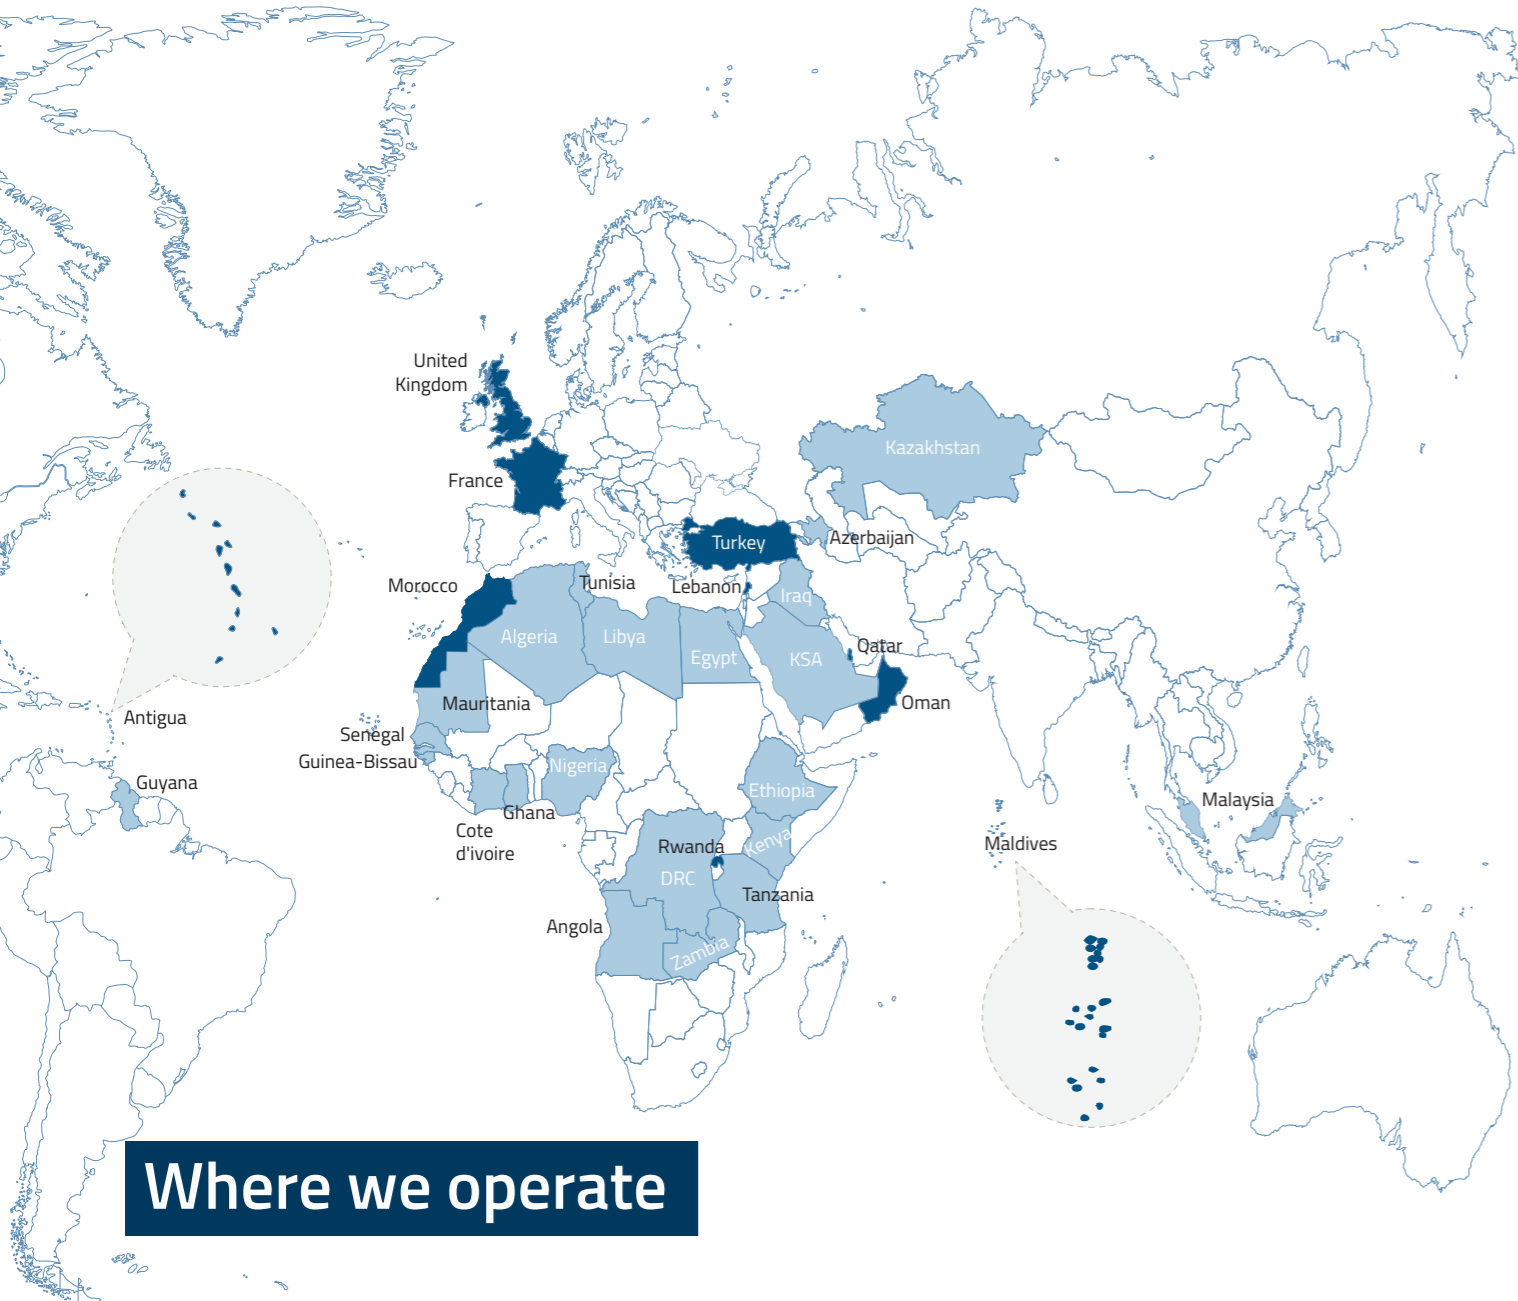 United
Kingdom
France
Kazakhstan
Turkey
Azerbaijan
Morocco
Tunisia
Lebanon
Iraq
Algeria
Libya
Egypt
KSA
Qatar
Oman
Mauritania
Antigua
Senegal
Guinea-Bissau
Nigeria
Guyana
Ghana
Cote
d'ivoire
Ethiopia
Malaysia
Kenya
Rwanda
Maldives
DRC
Tanzania
Angola
Zambia
Where we operate